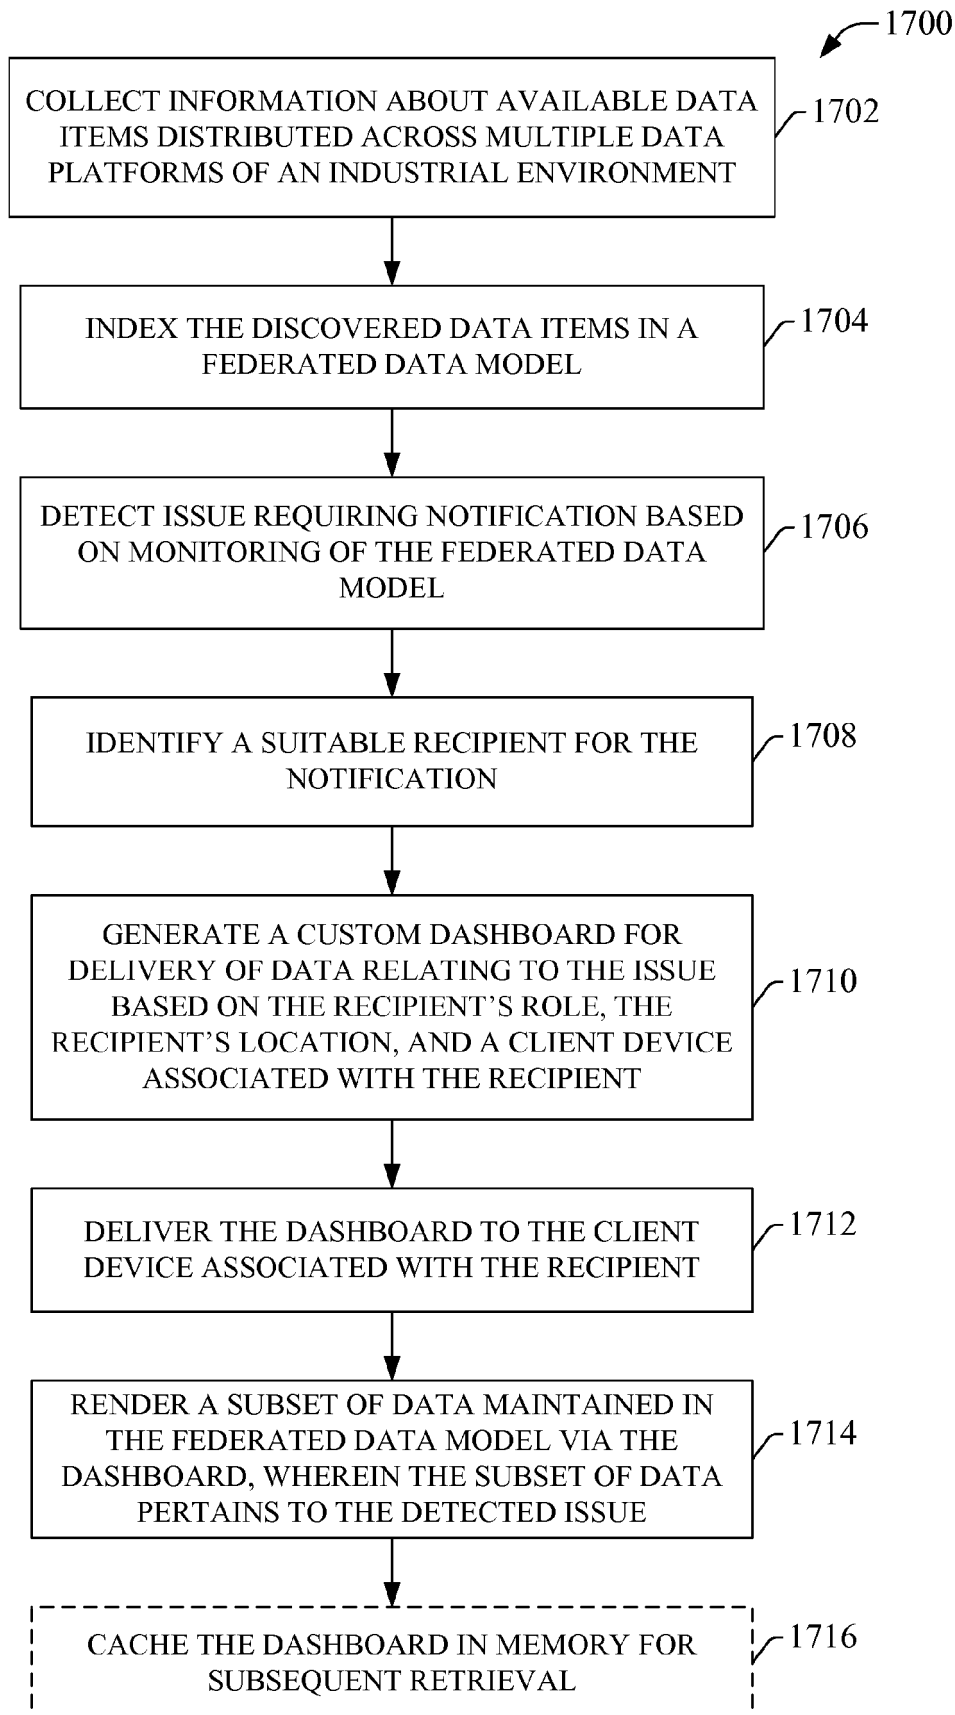 1700
COLLECT INFORMATION ABOUT AVAILABLE DATA
ITEMS DISTRIBUTED ACROSS MULTIPLE DATA
PLATFORMS OF AN INDUSTRIAL ENVIRONMENT
1702
INDEX THE DISCOVERED DATA ITEMS IN A
FEDERATED DATA MODEL
1704
DETECT ISSUE REQUIRING NOTIFICATION BASED
ON MONITORING OF THE FEDERATED DATA
MODEL
1706
IDENTIFY A SUITABLE RECIPIENT FOR THE
NOTIFICATION
1708
GENERATE A CUSTOM DASHBOARD FOR
DELIVERY OF DATA RELATING TO THE ISSUE
BASED ON THE RECIPIENT'S ROLE, THE
RECIPIENT'S LOCATION, AND A CLIENT DEVICE
ASSOCIATED WITH THE RECIPIENT
1710
DELIVER THE DASHBOARD TO THE CLIENT
DEVICE ASSOCIATED WITH THE RECIPIENT
1712
RENDER A SUBSET OF DATA MAINTAINED IN
THE FEDERATED DATA MODEL VIA THE
DASHBOARD, WHEREIN THE SUBSET OF DATA
PERTAINS TO THE DETECTED ISSUE
1714
CACHE THE DASHBOARD IN MEMORY FOR
SUBSEQUENT RETRIEVAL
1716